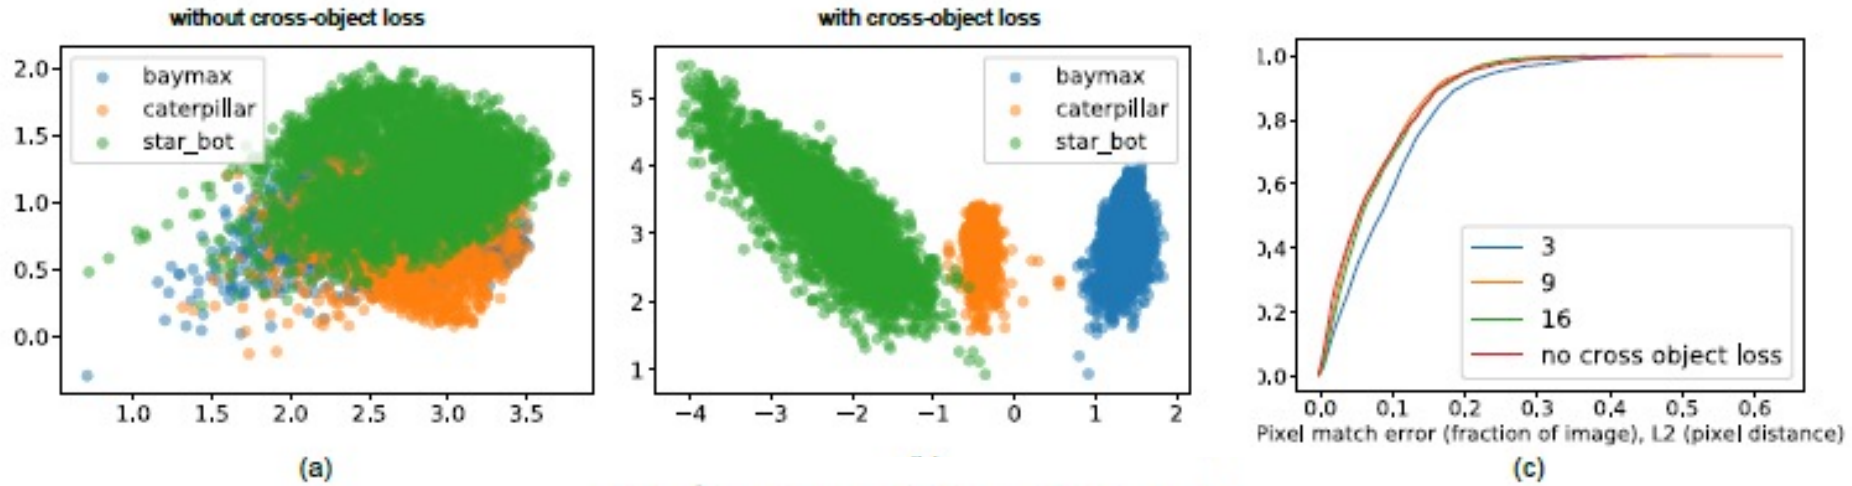 without cross-object loss
baymax
caterpillar
star_bot
2.0
1.5
1.0
0.5
0.0
1.0 1.5 2.0 2.5 3.0 3.5
(a)
with cross-object loss
baymax
caterpillar
star_bot
5
4
3
2
1
−4 −3 −2 −1 0 1 2
1.0
0.8
0.6
0.4
0.2
0.0
3
9
16
no cross object loss
0.0 0.1 0.2 0.3 0.4 0.5 0.6
Pixel match error (fraction of image), L2 (pixel distance)
(c)